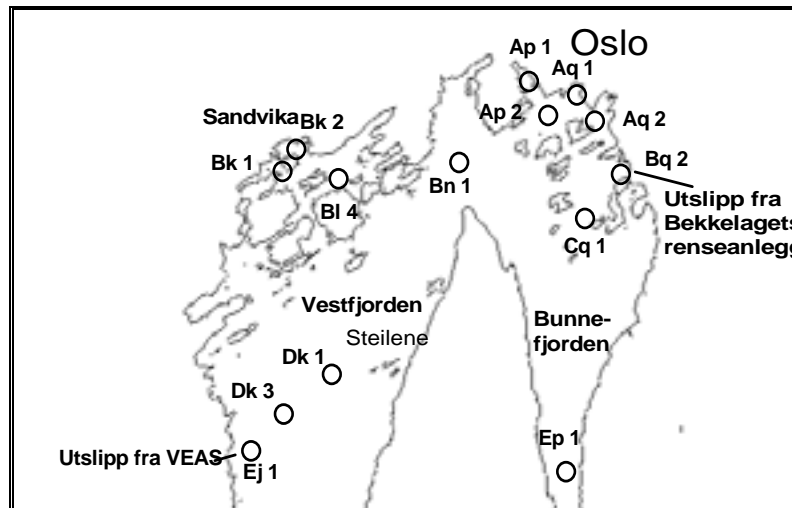 Oslo
Ap 1
Aq 1
Ap 2
Aq 2
Sandvika
Bk 2
Bk 1
Bl 4
Bn 1
Bq 2
Utslipp fra
Bekkelagets
renseanlegg
Cq 1
Vestfjorden
Steilene
Bunne-
fjorden
Dk 1
Dk 3
Utslipp fra VEAS
Ej 1
Ep 1